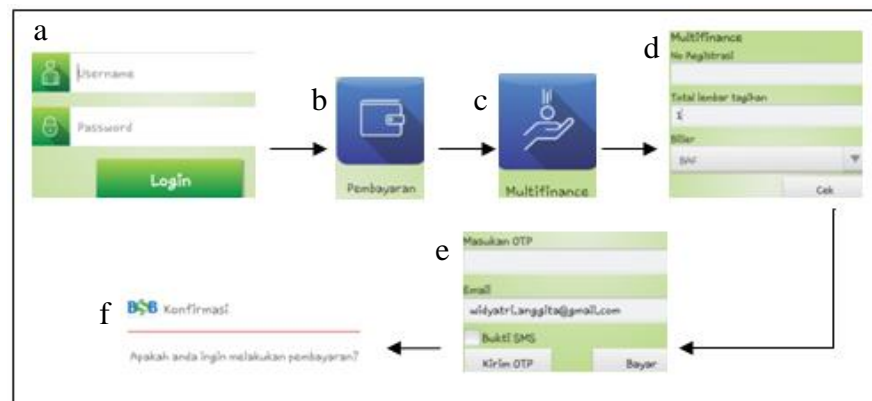 a
Username
Password
Login
b
Pembayaran
c
Multifinance
d
Multifinance
No Registrasi
Total lembar tagihan
1
Biller
BAF
Cek
e
Masukan OTP
Email
widyatri.anggita@gmail.com
Bukti SMS
Kirim OTP
Bayar
f
BSB Konfirmasi
Apakah anda ingin melakukan pembayaran?